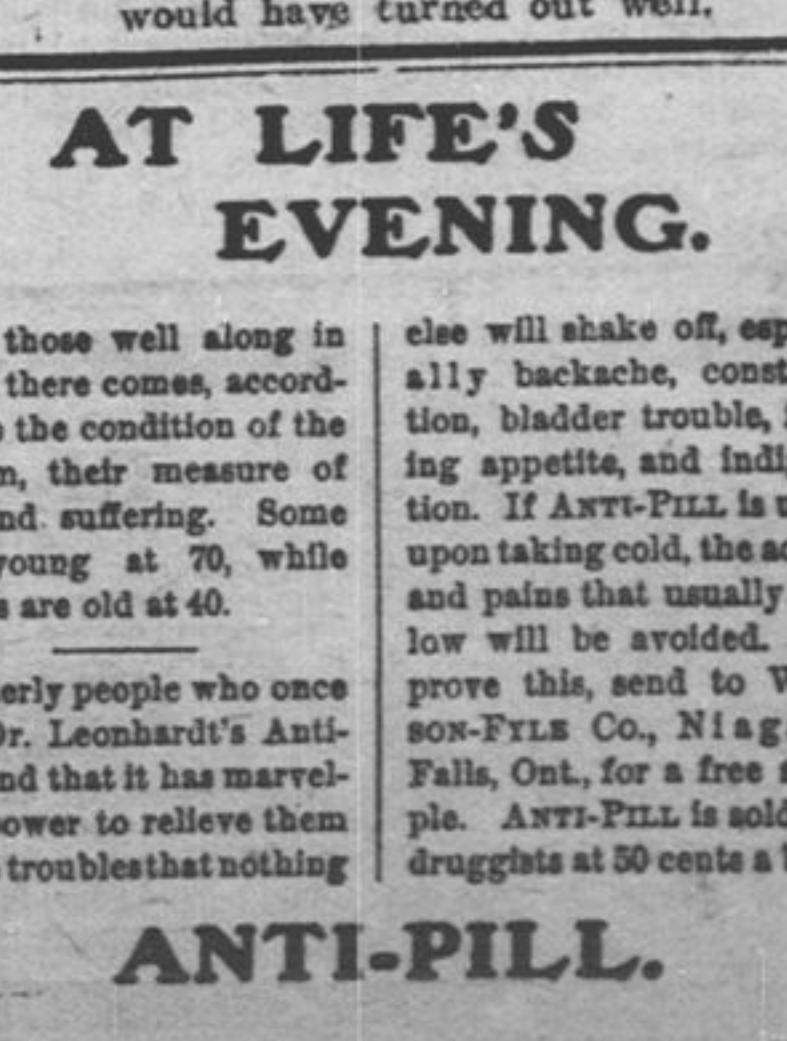 would have turned out well.
AT LIFE'S
EVENING.
those well along in
there comes, accord-
the condition of the
their measure of
suffering. Some
young at 70, while
are old at 40.
people who once
Dr. Leonhardt's Anti-
that it has marvel-
power to relieve them
troubles that nothing
else will shake off, esp
ally backache, const
tion, bladder trouble,
ing appetite, and indi
tion. If ANTI-PILL is
upon taking cold, the
and pains that usually
low will be avoided.
prove this, send to
SON-FYLE Co., Niag
Falls, Ont., for a free
ple. ANTI-PILL is sold
druggists at 50 cents a
ANTI-PILL.